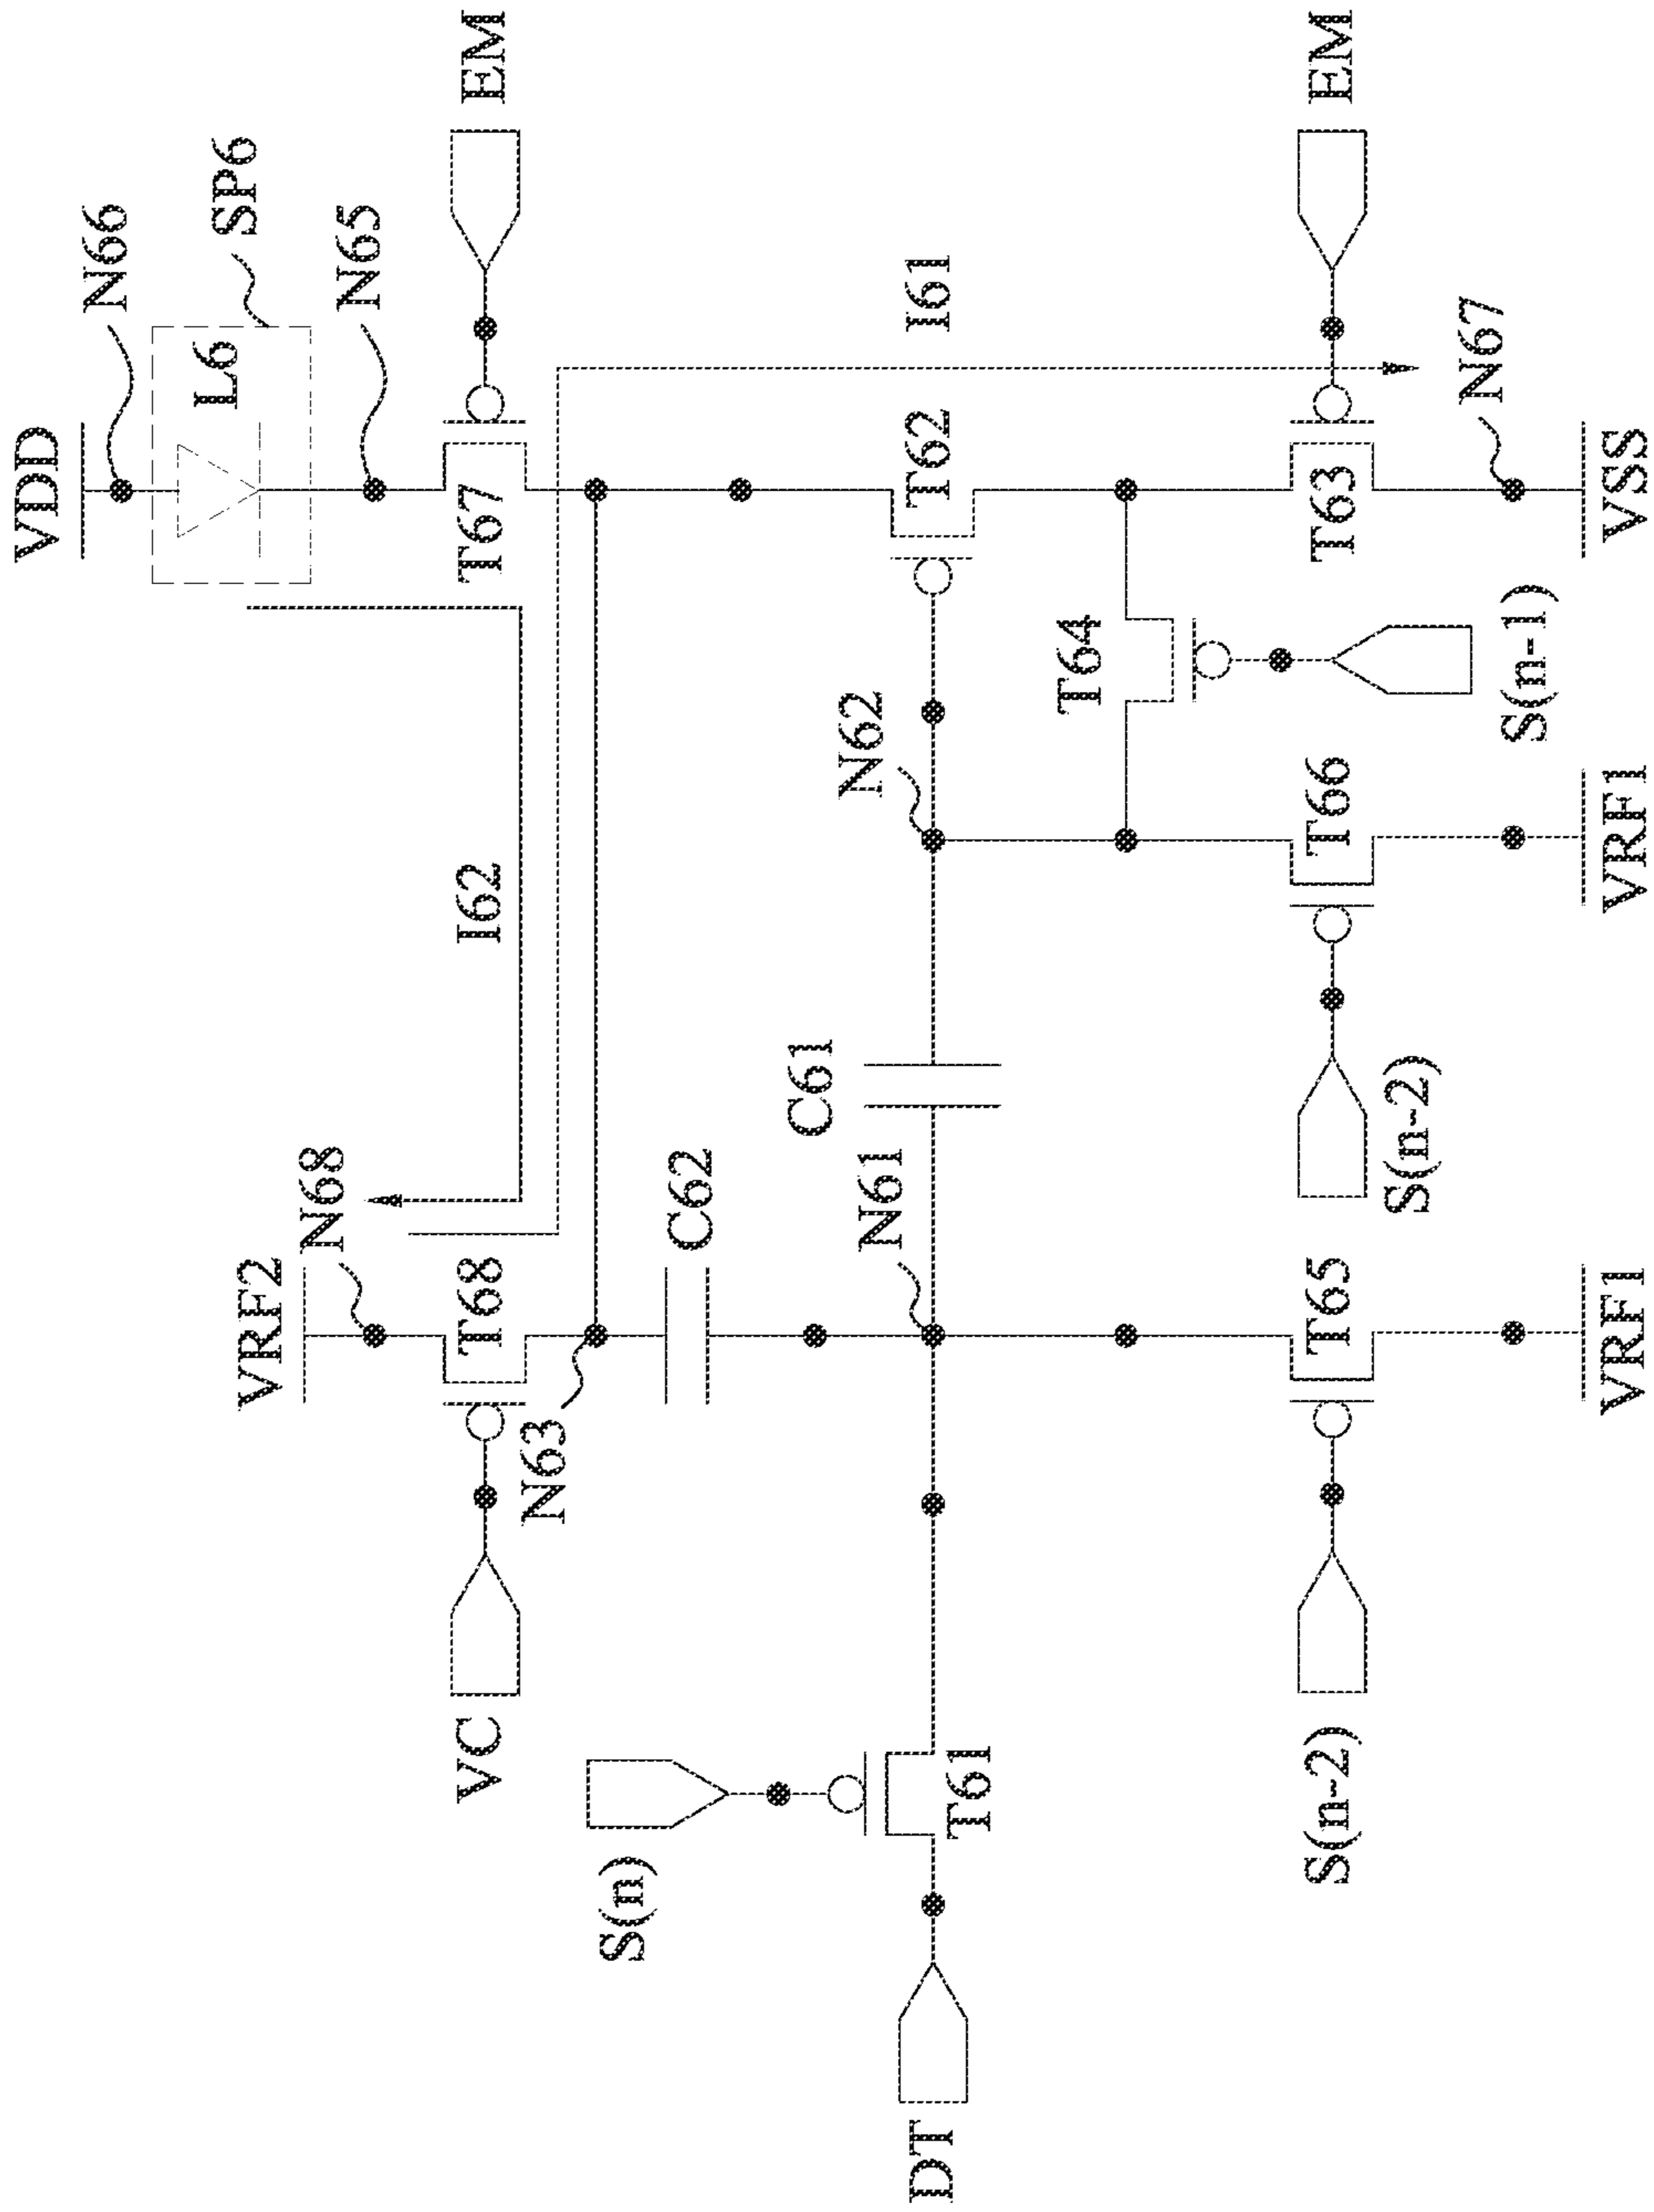 VDD
N66
SP6
L6
N65
EM
T67
I61
I62
VRF2
N68
T68
VC
N63
C62
N61
C61
N62
T62
T64
S(n-1)
T63
EM
N67
VSS
T66
S(n-2)
VRF1
T65
S(n-2)
VRF1
S(n)
T61
DT